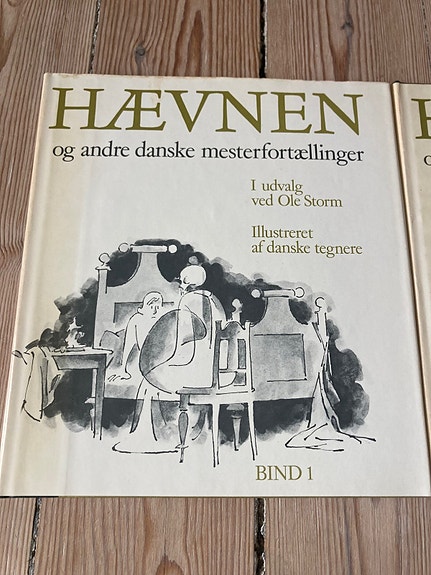 HÆVNEN
og andre danske mesterfortællinger
I udvalg
ved Ole Storm
Illustreret
af danske tegnere
BIND 1